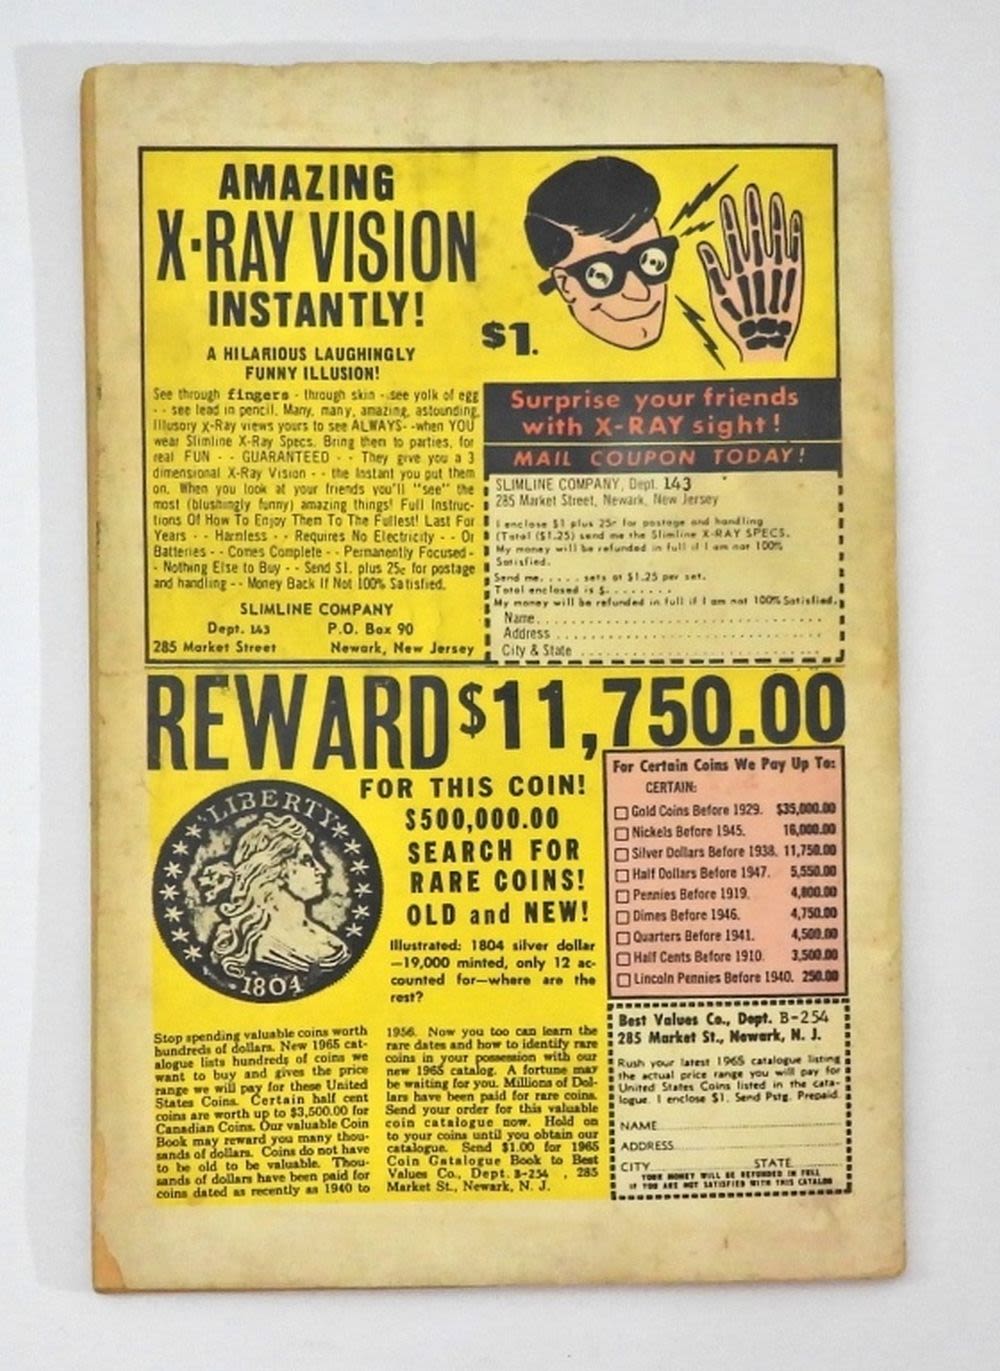 AMAZING
X-RAY VISION
INSTANTLY!
A HILARIOUS LAUGHINGLY
FUNNY ILLUSION!
See through fingers - through skin - see yolk of egg
- - see lead in pencil. Many, many, amazing, astounding,
Illusory X-Ray views yours to see ALWAYS- -when YOU
wear Slimline X-Ray Specs. Bring them to parties, for
real FUN - - GUARANTEED - - They give you a 3
dimensional X-Ray Vision - - the instant you put them
on. When you look at your friends you'll "see" the
most (blushingly funny) amazing things! Full Instruc-
tions Of How To Enjoy Them To The Fullest! Last For
Years - - Harmless - - Requires No Electricity - - Or
Batteries - - Comes Complete - - Permanently Focused-
- Nothing Else to Buy - - Send $1. plus 25c for postage
and handling - - Money Back If Not 100% Satisfied.
SLIMLINE COMPANY
Dept. 143 P.O. Box 90
285 Market Street Newark, New Jersey
$1.
Surprise your friends
with X-RAY sight!
MAIL COUPON TODAY!
SLIMLINE COMPANY, Dept. 143
285 Market Street, Newark, New Jersey
I enclose $1 plus 25c for postage and handling
(Total ($1.25) send me the Slimline X-RAY SPECS.
My money will be refunded in full if I am not 100%
Satisfied.
Send me. . . . . sets at $1.25 per set.
Total enclosed is $. . . . . . . . .
My money will be refunded in full if I am not 100% Satisfied.
Name. . . . . . . . . . . . . . . . . . . . . . . . . . . . . .
Address . . . . . . . . . . . . . . . . . . . . . . . . . . . .
City & State . . . . . . . . . . . . . . . . . . . . . . . . .
REWARD $11,750.00
LIBERTY
1804
FOR THIS COIN!
$500,000.00
SEARCH FOR
RARE COINS!
OLD and NEW!
Illustrated: 1804 silver dollar
—19,000 minted, only 12 ac-
counted for—where are the
rest?
Stop spending valuable coins worth
hundreds of dollars. New 1965 cat-
alogue lists hundreds of coins we
want to buy and gives the price
range we will pay for these United
States Coins. Certain half cent
coins are worth up to $3,500.00 for
Canadian Coins. Our valuable Coin
Book may reward you many thou-
sands of dollars. Coins do not have
to be old to be valuable. Thou-
sands of dollars have been paid for
coins dated as recently as 1940 to
1956. Now you too can learn the
rare dates and how to identify rare
coins in your possession with our
new 1965 catalog. A fortune may
be waiting for you. Millions of Dol-
lars have been paid for rare coins.
Send your order for this valuable
coin catalogue now. Hold on
to your coins until you obtain our
catalogue. Send $1.00 for 1965
Coin Catalogue Book to Best
Values Co., Dept. B-254 , 285
Market St., Newark, N. J.
For Certain Coins We Pay Up To:
CERTAIN:
Gold Coins Before 1929. $35,000.00
Nickels Before 1945. 16,000.00
Silver Dollars Before 1938. 11,750.00
Half Dollars Before 1947. 5,550.00
Pennies Before 1919. 4,800.00
Dimes Before 1946. 4,750.00
Quarters Before 1941. 4,500.00
Half Cents Before 1910. 3,500.00
Lincoln Pennies Before 1940. 250.00
Best Values Co., Dept. B-254
285 Market St., Newark, N. J.
Rush your latest 1965 catalogue listing
the actual price range you will pay for
United States Coins listed in the cata-
logue. I enclose $1. Send Pstg. Prepaid.
NAME
ADDRESS
CITY STATE
YOUR MONEY WILL BE REFUNDED IN FULL
IF YOU ARE NOT SATISFIED WITH THIS CATALOG